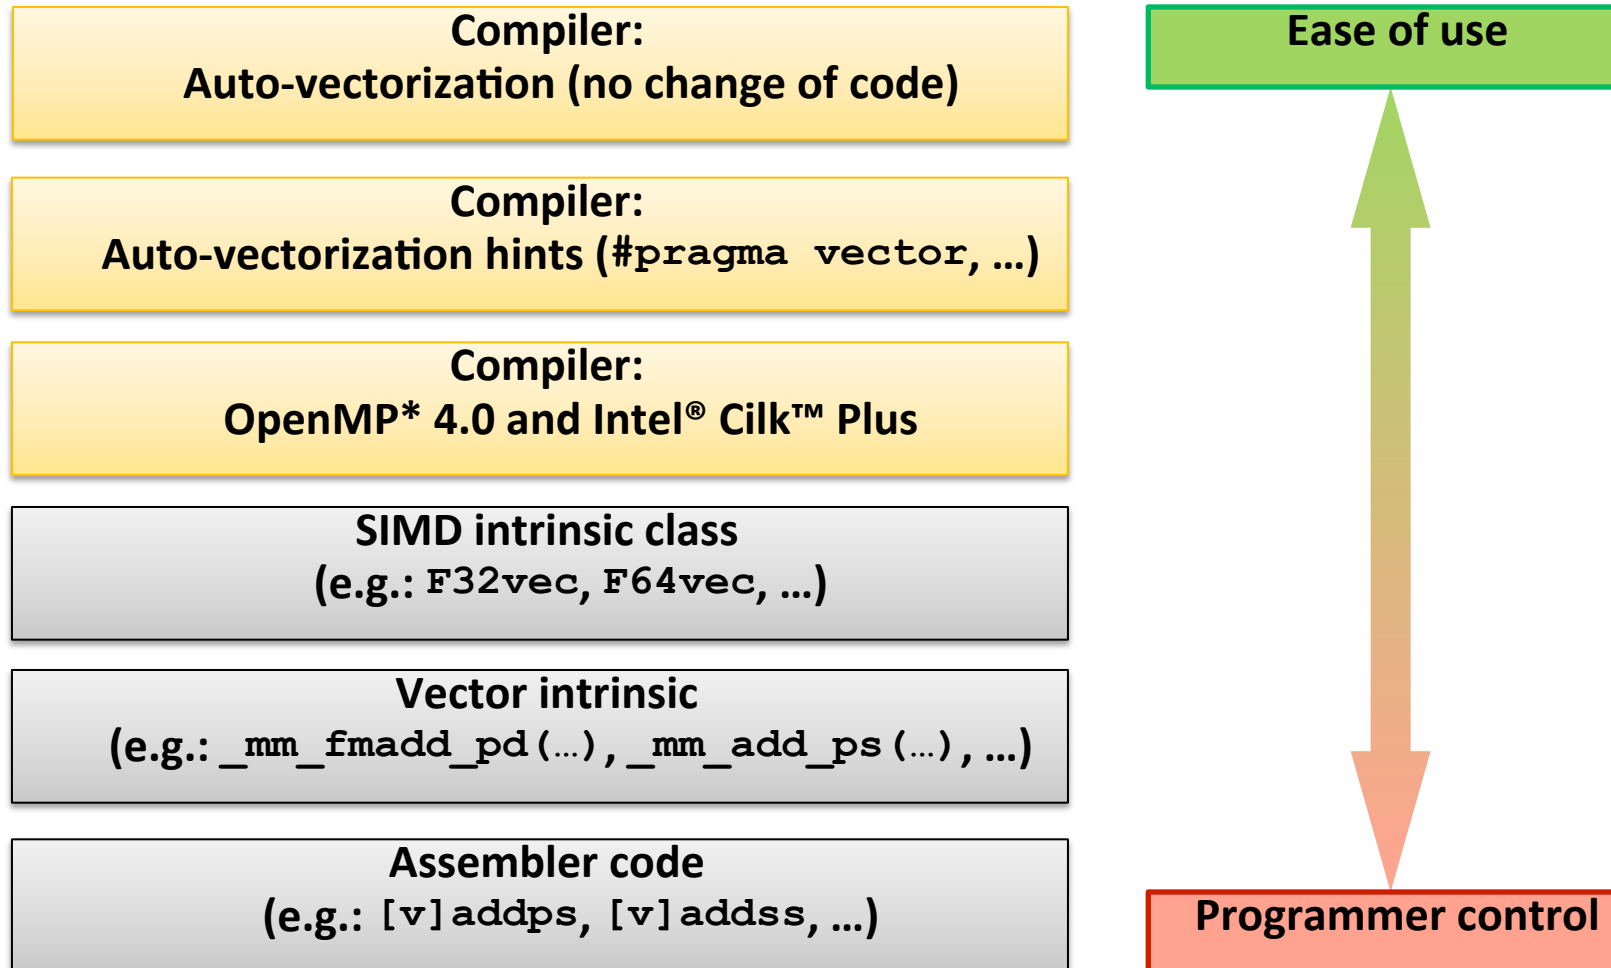 Compiler:
Auto-vectorization (no change of code)
Compiler:
Auto-vectorization hints (#pragma vector, …)
Compiler:
OpenMP* 4.0 and Intel® Cilk™ Plus
SIMD intrinsic class
(e.g.: F32vec, F64vec, …)
Vector intrinsic
(e.g.: _mm_fmadd_pd(…), _mm_add_ps(…), …)
Assembler code
(e.g.: [v]addps, [v]addss, …)
Ease of use
Programmer control